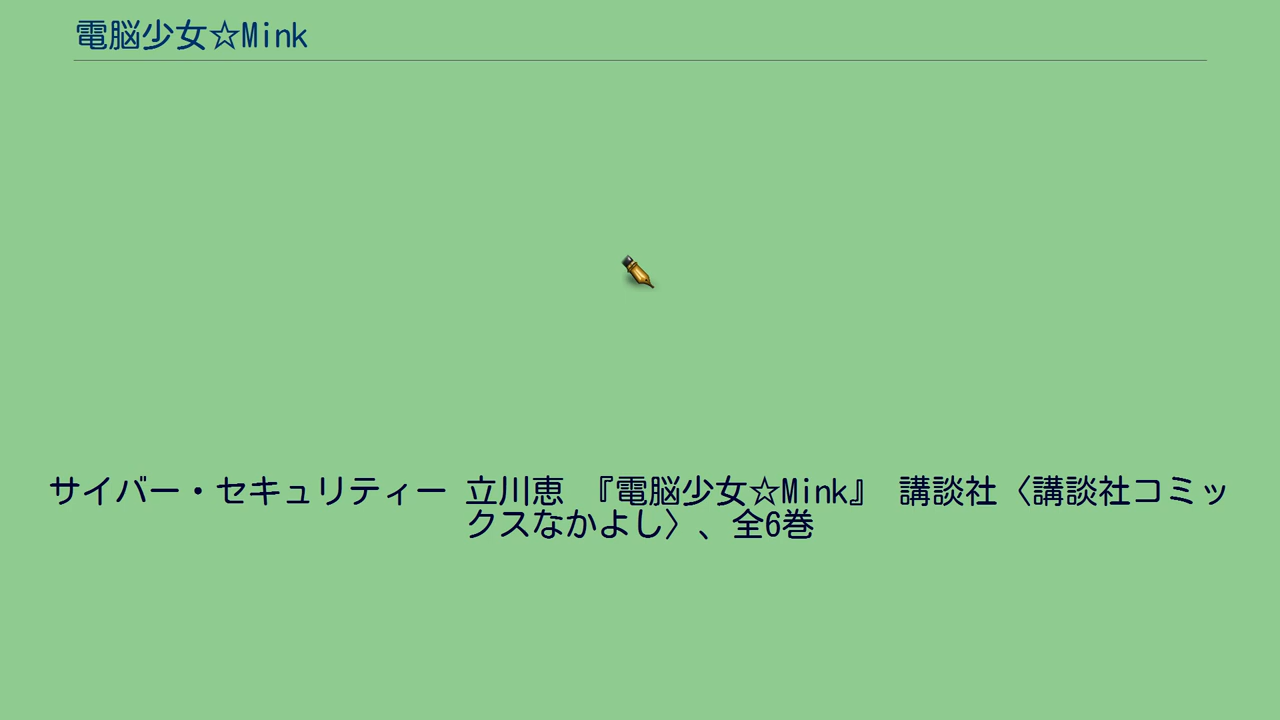 電脳少女☆Mink
サイバー・セキュリティー 立川恵 『電脳少女☆Mink』 講談社〈講談社コミッ
クスなかよし〉、全6巻